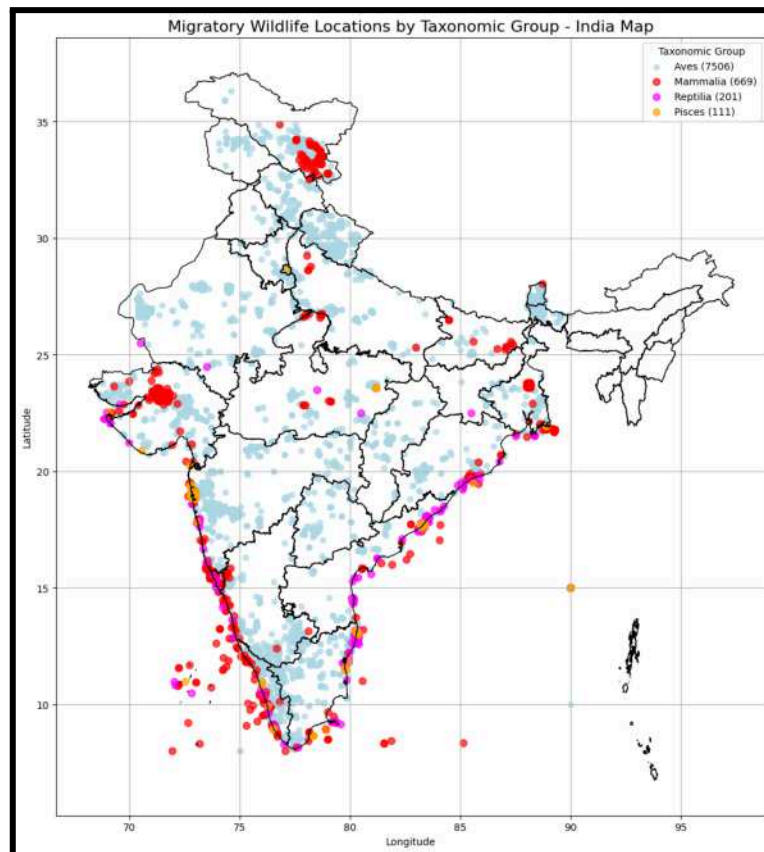 Migratory Wildlife Locations by Taxonomic Group - India Map
Taxonomic Group
Aves (7506)
Mammalia (669)
Reptilia (201)
Pisces (111)
35
30
25
20
15
10
Latitude
70 75 80 85 90 95
Longitude